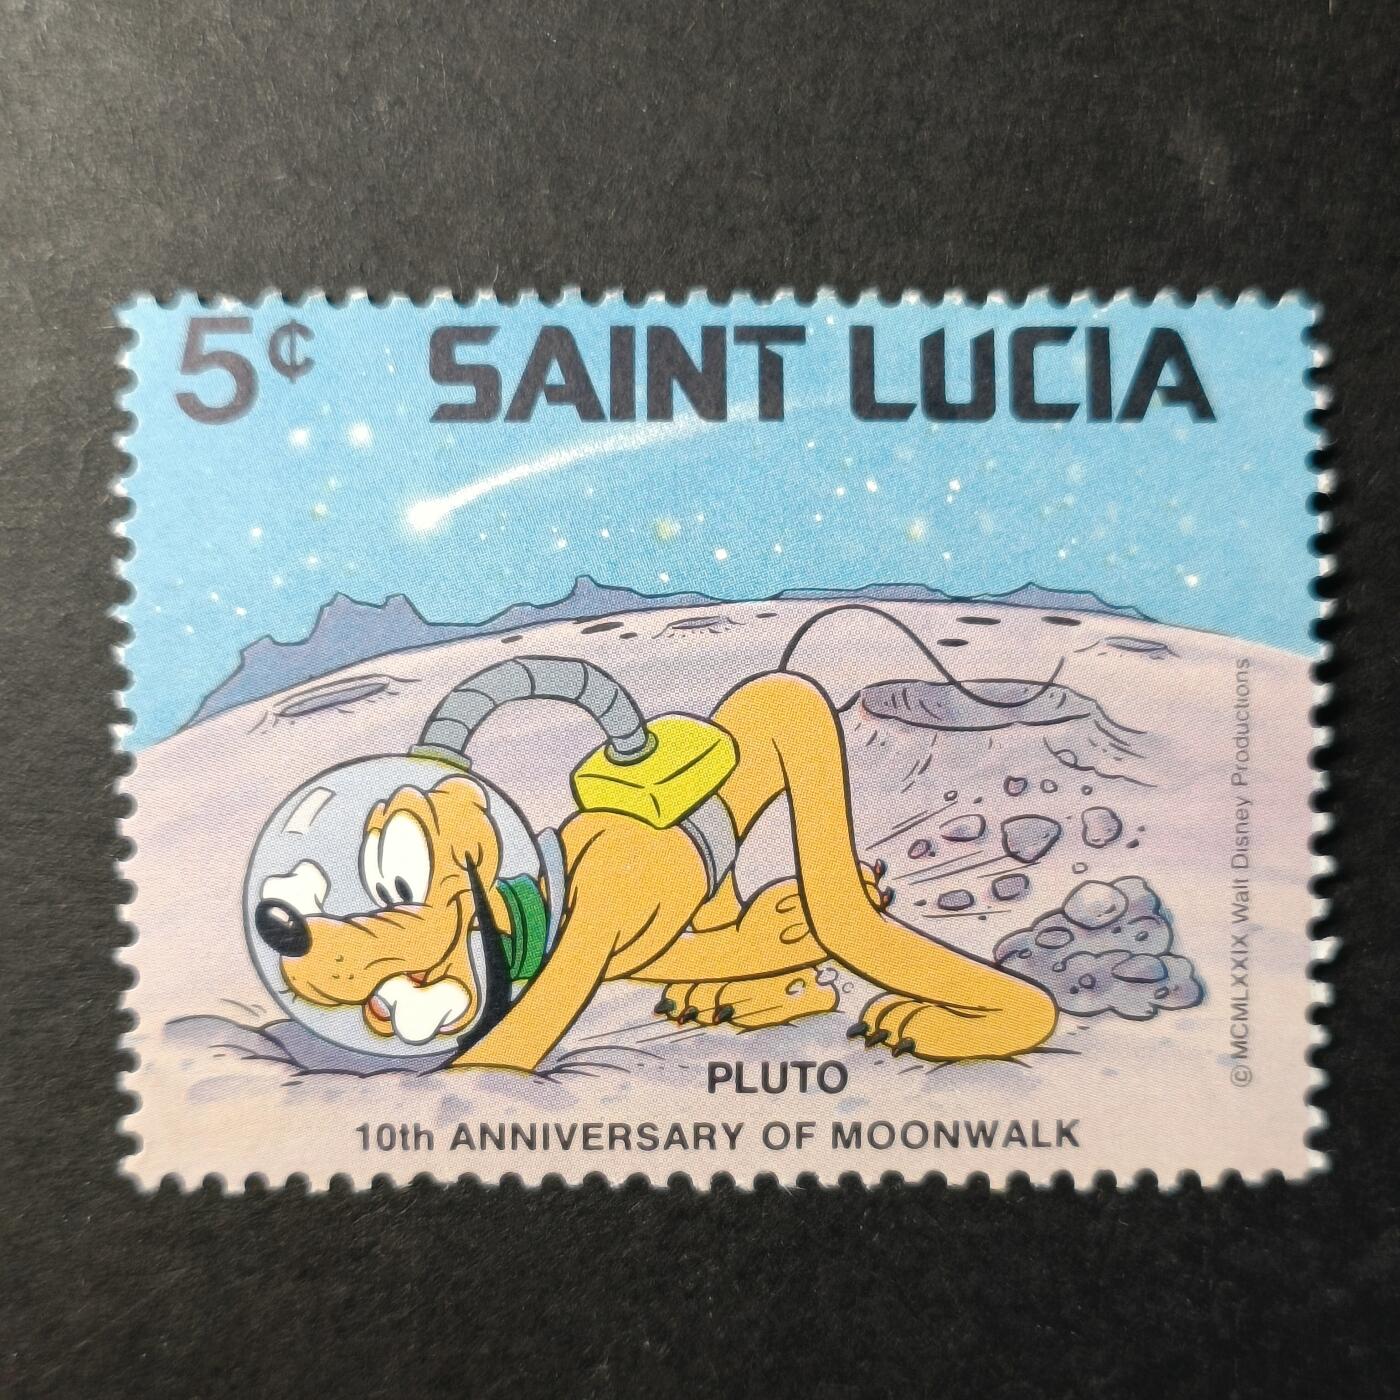 5¢ SAINT LUCIA
PLUTO
10th ANNIVERSARY OF MOONWALK
© MCMLXXIX Walt Disney Productions